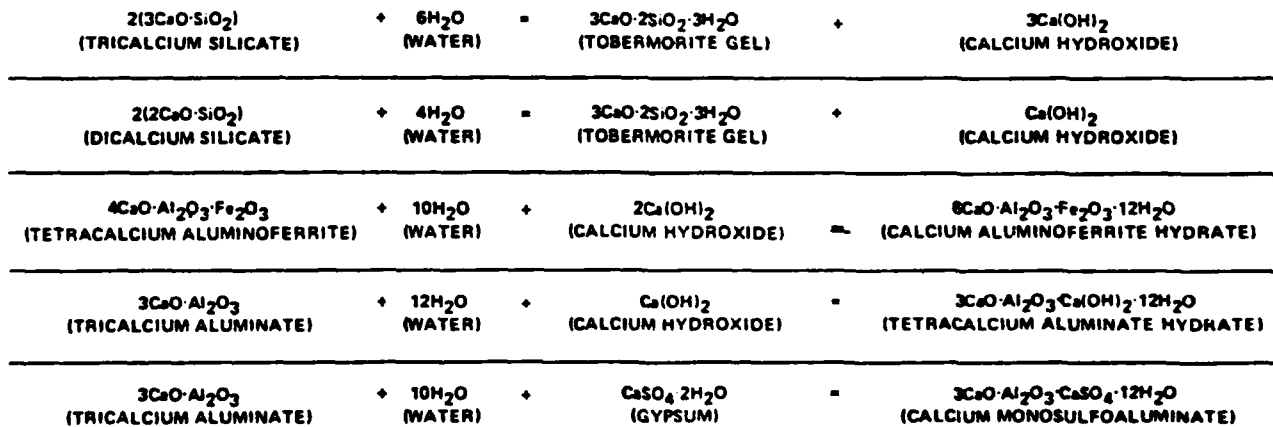 2(3CaO·SiO₂) + 6H₂O = 3CaO·2SiO₂·3H₂O + 3Ca(OH)₂
(TRICALCIUM SILICATE) (WATER) (TOBERMORITE GEL) (CALCIUM HYDROXIDE)
2(2CaO·SiO₂) + 4H₂O = 3CaO·2SiO₂·3H₂O + Ca(OH)₂
(DICALCIUM SILICATE) (WATER) (TOBERMORITE GEL) (CALCIUM HYDROXIDE)
4CaO·Al₂O₃·Fe₂O₃ + 10H₂O + 2Ca(OH)₂ = 6CaO·Al₂O₃·Fe₂O₃·12H₂O
(TETRACALCIUM ALUMINOFERRITE) (WATER) (CALCIUM HYDROXIDE) (CALCIUM ALUMINOFERRITE HYDRATE)
3CaO·Al₂O₃ + 12H₂O + Ca(OH)₂ = 3CaO·Al₂O₃·Ca(OH)₂·12H₂O
(TRICALCIUM ALUMINATE) (WATER) (CALCIUM HYDROXIDE) (TETRACALCIUM ALUMINATE HYDRATE)
3CaO·Al₂O₃ + 10H₂O + CaSO₄·2H₂O = 3CaO·Al₂O₃·CaSO₄·12H₂O
(TRICALCIUM ALUMINATE) (WATER) (GYPSUM) (CALCIUM MONOSULFOALUMINATE)